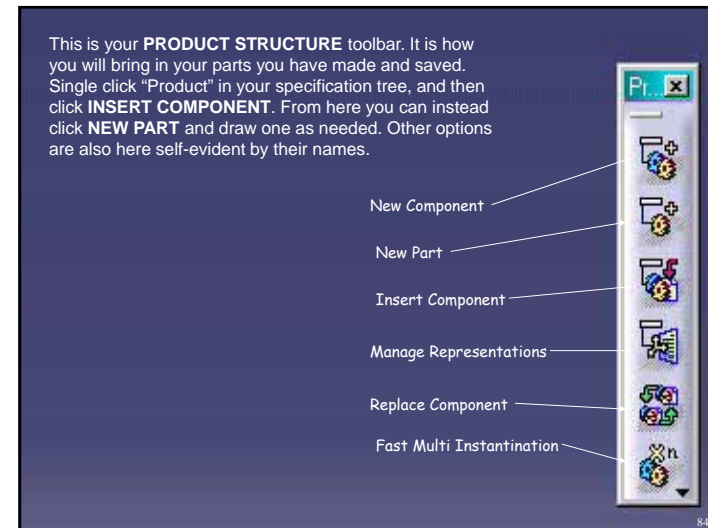 This is your PRODUCT STRUCTURE toolbar. It is how
you will bring in your parts you have made and saved.
Single click “Product” in your specification tree, and then
click INSERT COMPONENT. From here you can instead
click NEW PART and draw one as needed. Other options
are also here self-evident by their names.
Pr...
New Component
New Part
Insert Component
Manage Representations
Replace Component
Fast Multi Instantination
n
84